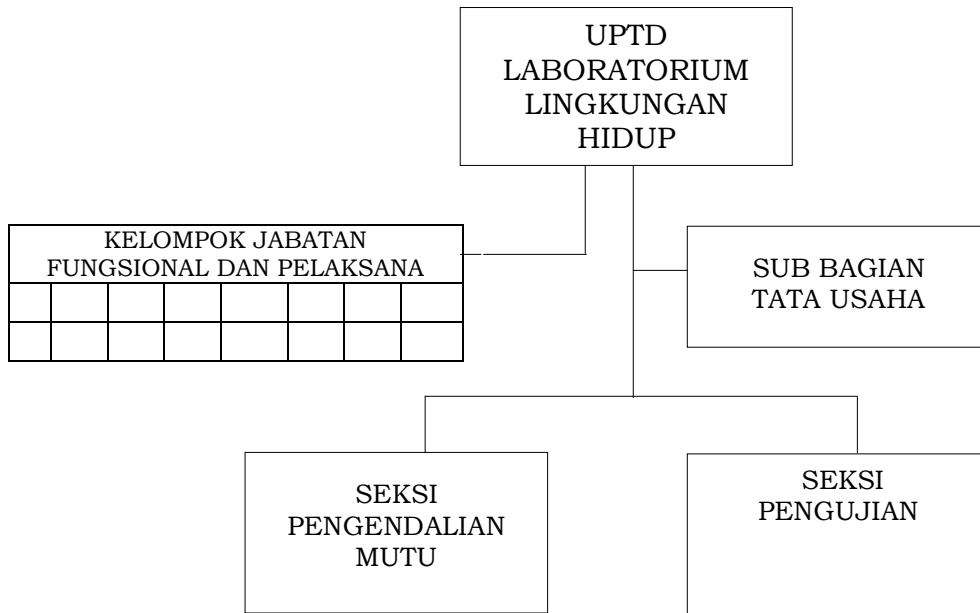 UPTD
LABORATORIUM
LINGKUNGAN
HIDUP
KELOMPOK JABATAN
FUNGSIONAL DAN PELAKSANA
SUB BAGIAN
TATA USAHA
SEKSI
PENGENDALIAN
MUTU
SEKSI
PENGUJIAN